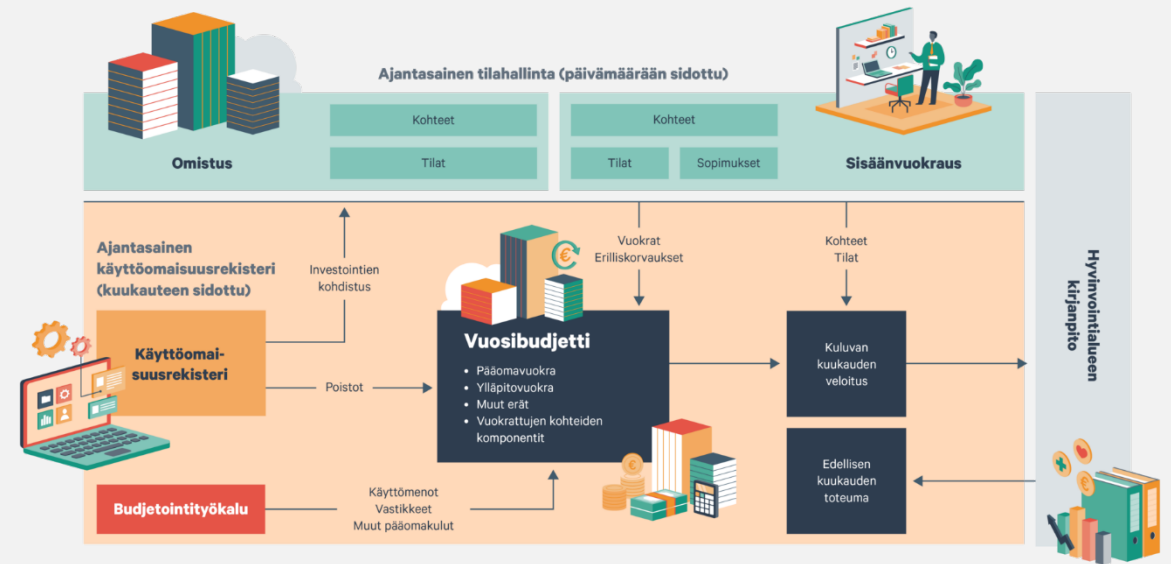 Ajantasainen tilahallinta (päivämäärään sidottu)
Omistus
Kohteet
Tilat
Kohteet
Tilat
Sopimukset
Sisäänvuokraus
Ajantasainen
käyttöomaisuusrekisteri
(kuukauteen sidottu)
Investointien
kohdistus
Vuokrat
Erilliskorvaukset
Kohteet
Tilat
Käyttöomai-
suusrekisteri
Poistot
Vuosibudjetti
• Pääomavuokra
• Ylläpitovuokra
• Muut erät
• Vuokrattujen kohteiden
komponentit
Kuluvan
kuukauden
veloitus
Edellisen
kuukauden
toteuma
Budjetointityökalu
Käyttömenot
Vastikkeet
Muut pääomakulut
Hyvinvointialueen
kirjanpito